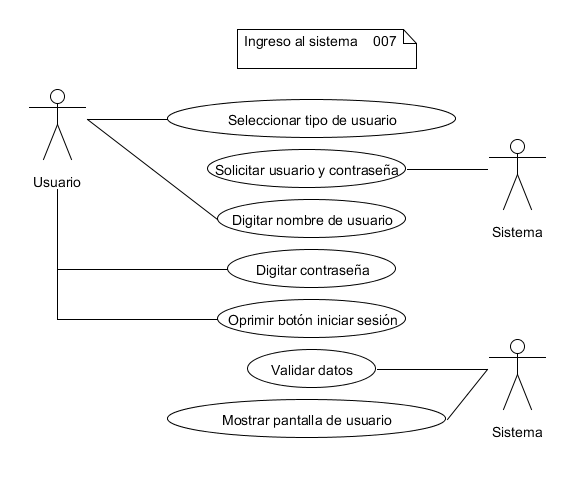 Ingreso al sistema 007
Seleccionar tipo de usuario
Solicitar usuario y contraseña
Usuario
Digitar nombre de usuario
Sistema
Digitar contraseña
Oprimir botón iniciar sesión
Validar datos
Mostrar pantalla de usuario
Sistema